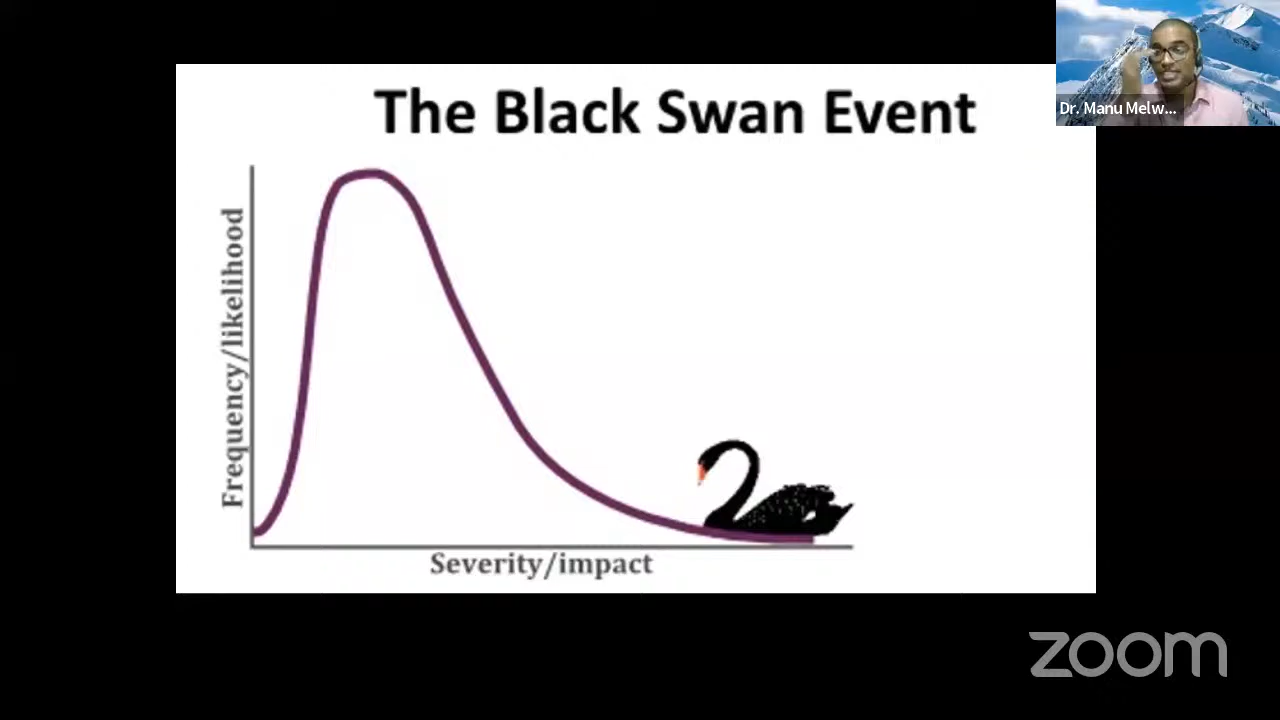 The Black Swan Event
Dr. Manu Melw...
Frequency/likelihood
Severity/impact
zoom